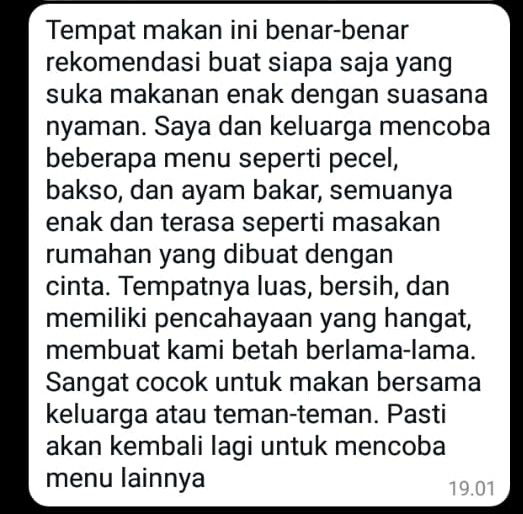 Tempat makan ini benar-benar
rekomendasi buat siapa saja yang
suka makanan enak dengan suasana
nyaman. Saya dan keluarga mencoba
beberapa menu seperti pecel,
bakso, dan ayam bakar, semuanya
enak dan terasa seperti masakan
rumahan yang dibuat dengan
cinta. Tempatnya luas, bersih, dan
memiliki pencahayaan yang hangat,
membuat kami betah berlama-lama.
Sangat cocok untuk makan bersama
keluarga atau teman-teman. Pasti
akan kembali lagi untuk mencoba
menu lainnya
19.01